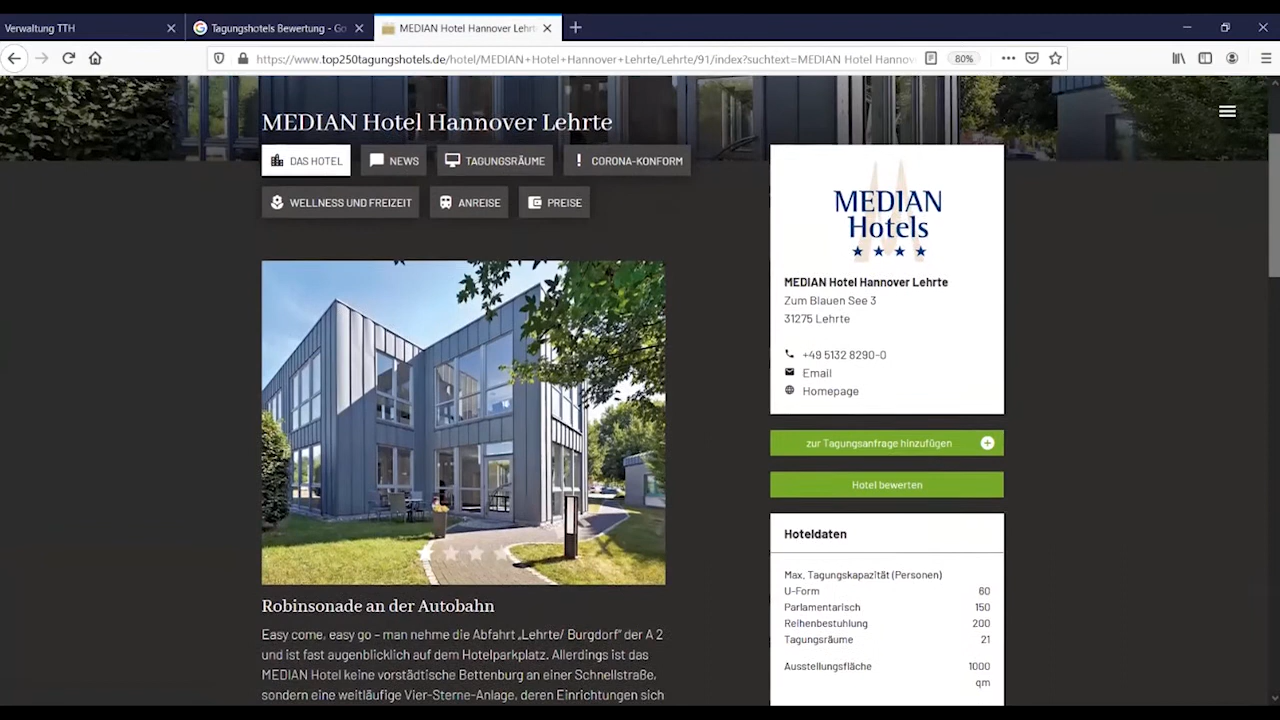 Verwaltung TTH
Tagungshotels Bewertung - Go
MEDIAN Hotel Hannover Lehrt
https://www.top250tagungshotels.de/hotel/MEDIAN+Hotel+Hannover+Lehrte/Lehrte/91/index?suchtext=MEDIAN Hotel Hannov
80%
MEDIAN Hotel Hannover Lehrte
DAS HOTEL
NEWS
TAGUNGSRÄUME
CORONA-KONFORM
WELLNESS UND FREIZEIT
ANREISE
PREISE
Robinsonade an der Autobahn
Easy come, easy go – man nehme die Abfahrt „Lehrte/ Burgdorf" der A 2
und ist fast augenblicklich auf dem Hotelparkplatz. Allerdings ist das
MEDIAN Hotel keine vorstädtische Bettenburg an einer Schnellstraße,
sondern eine weitläufige Vier-Sterne-Anlage, deren Einrichtungen sich
MEDIAN
Hotels
MEDIAN Hotel Hannover Lehrte
Zum Blauen See 3
31275 Lehrte
+49 5132 8290-0
Email
Homepage
zur Tagungsanfrage hinzufügen
Hotel bewerten
Hoteldaten
Max. Tagungskapazität (Personen)
U-Form 60
Parlamentarisch 150
Reihenbestuhlung 200
Tagungsräume 21
Ausstellungsfläche 1000
qm